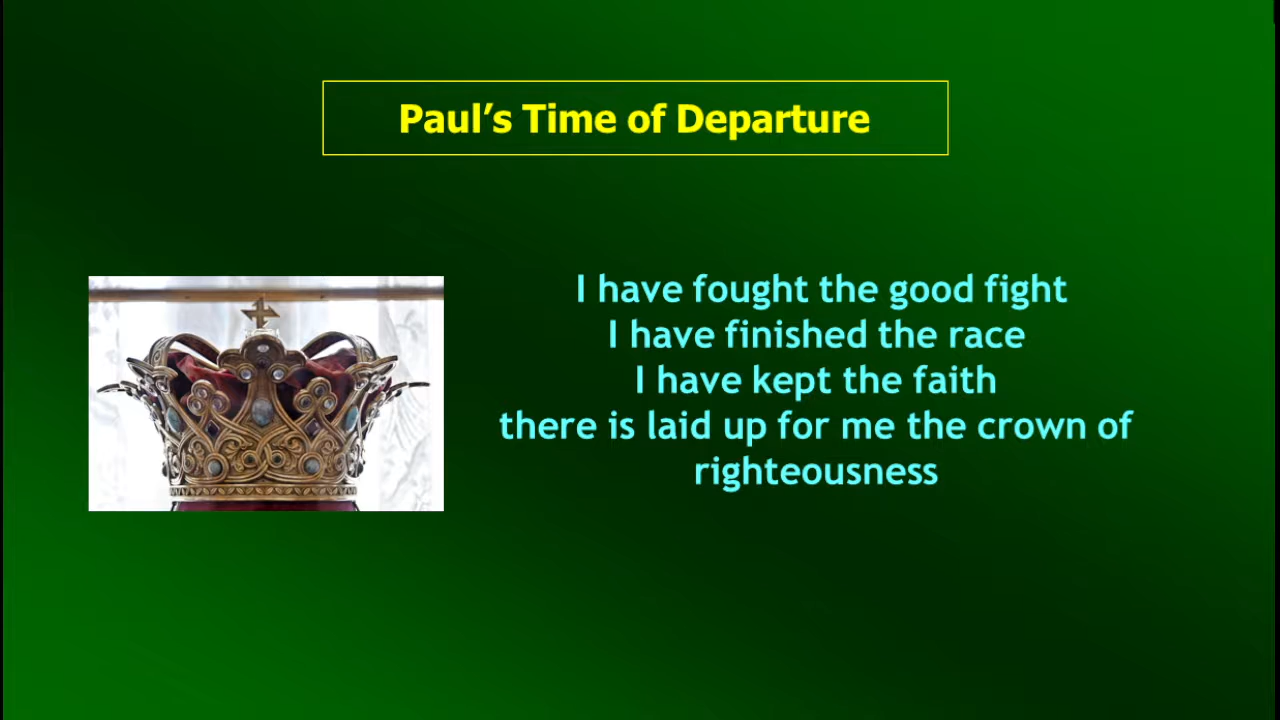 Paul’s Time of Departure
I have fought the good fight
I have finished the race
I have kept the faith
there is laid up for me the crown of
righteousness